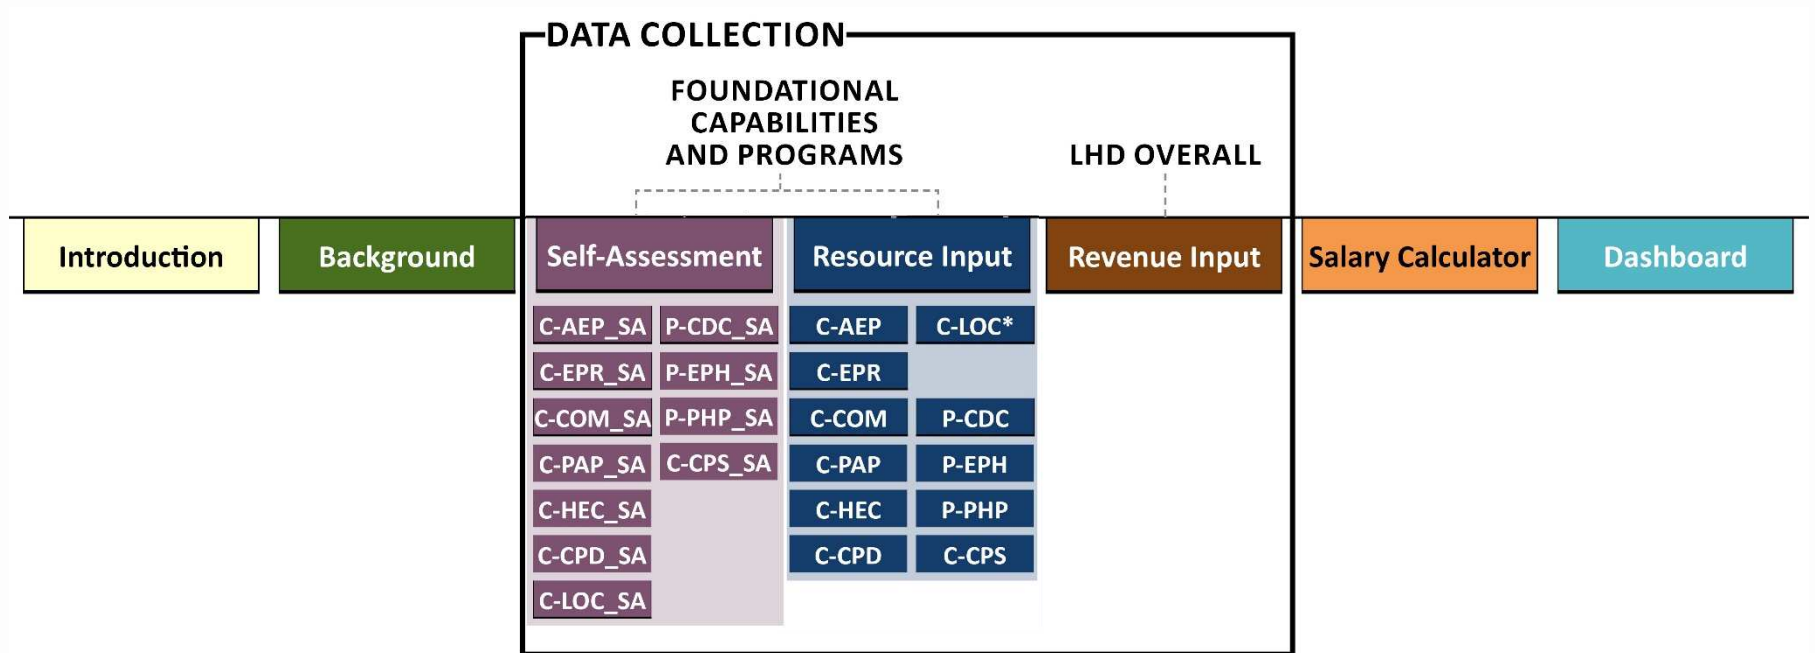 DATA COLLECTION
FOUNDATIONAL
CAPABILITIES
AND PROGRAMS
LHD OVERALL
Introduction
Background
Self-Assessment
Resource Input
Revenue Input
Salary Calculator
Dashboard
C-AEP_SA P-CDC_SA C-AEP C-LOC*
C-EPR_SA P-EPH_SA C-EPR
C-COM_SA P-PHP_SA C-COM P-CDC
C-PAP_SA C-CPS_SA C-PAP P-EPH
C-HEC_SA C-HEC P-PHP
C-CPD_SA C-CPD C-CPS
C-LOC_SA